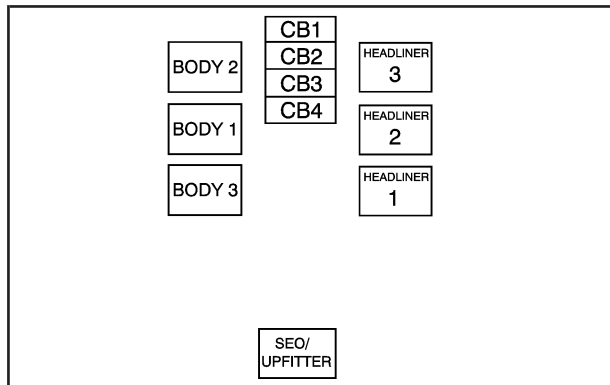 CB1
CB2
CB3
CB4
BODY 2
BODY 1
BODY 3
HEADLINER
3
HEADLINER
2
HEADLINER
1
SEO/
UPFITTER